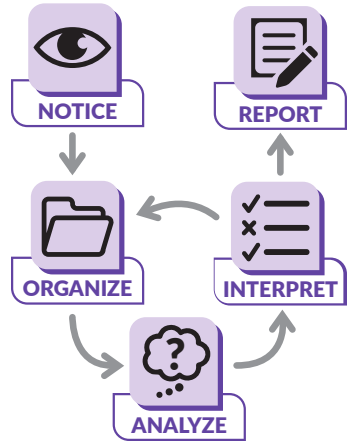 NOTICE
REPORT
ORGANIZE
INTERPRET
?
ANALYZE